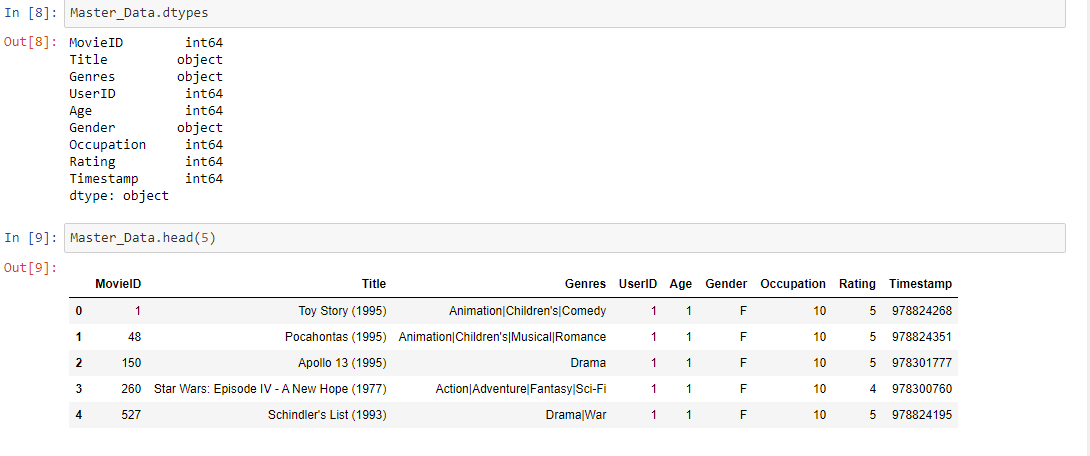 In [8]: Master_Data.dtypes
Out[8]: MovieID int64
Title object
Genres object
UserID int64
Age int64
Gender object
Occupation int64
Rating int64
Timestamp int64
dtype: object
In [9]: Master_Data.head(5)
Out[9]:
MovieID Title Genres UserID Age Gender Occupation Rating Timestamp
0 1 Toy Story (1995) Animation|Children's|Comedy 1 1 F 10 5 978824268
1 48 Pocahontas (1995) Animation|Children's|Musical|Romance 1 1 F 10 5 978824351
2 150 Apollo 13 (1995) Drama 1 1 F 10 5 978301777
3 260 Star Wars: Episode IV - A New Hope (1977) Action|Adventure|Fantasy|Sci-Fi 1 1 F 10 4 978300760
4 527 Schindler's List (1993) Drama|War 1 1 F 10 5 978824195